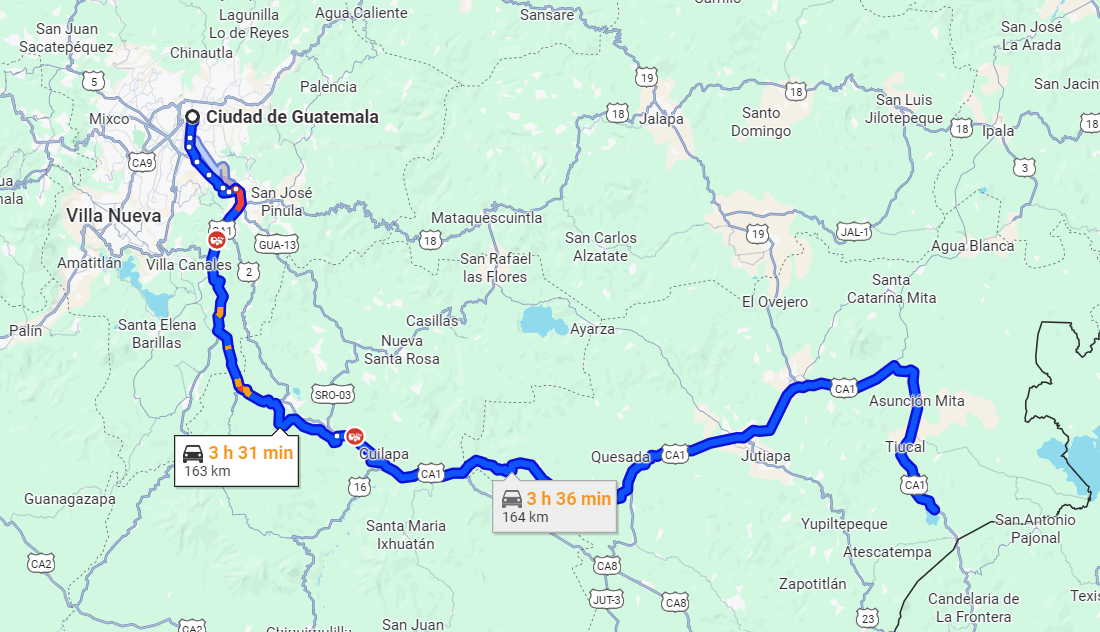 Lagunilla
Lo de Reyes
Agua Caliente
Sansare
San Juan
Sacatepéquez
Chinautla
San José
La Arada
5
Palencia
19
18
San Jacin
Ciudad de Guatemala
Mixco
18
Jalapa
Santo
Domingo
San Luis
Jilotepeque
18
Ipala
18
CA9
3
San José
Pinula
Villa Nueva
Mataquescuintla
CA1
GUA-13
18
San Carlos
Alzatate
19
JAL-1
Agua Blanca
Amatitlán
Villa Canales
2
San Rafael
las Flores
Santa
Catarina Mita
El Ovejero
Palín
Santa Elena
Barillas
Casillas
Ayarza
Nueva
Santa Rosa
SRO-03
CA1
Asunción Mita
3 h 31 min
163 km
Cuilapa
CA1
Quesada
CA1
Jutiapa
Tiucal
CA1
16
3 h 36 min
164 km
Guanagazapa
Santa Maria
Ixhuatán
Yupiltepeque
San Antonio
Pajonal
Atescatempa
CA2
CA8
Zapotitlán
JUT-3
CA8
Candelaria de
La Frontera
Texis
23
CA2
San Juan